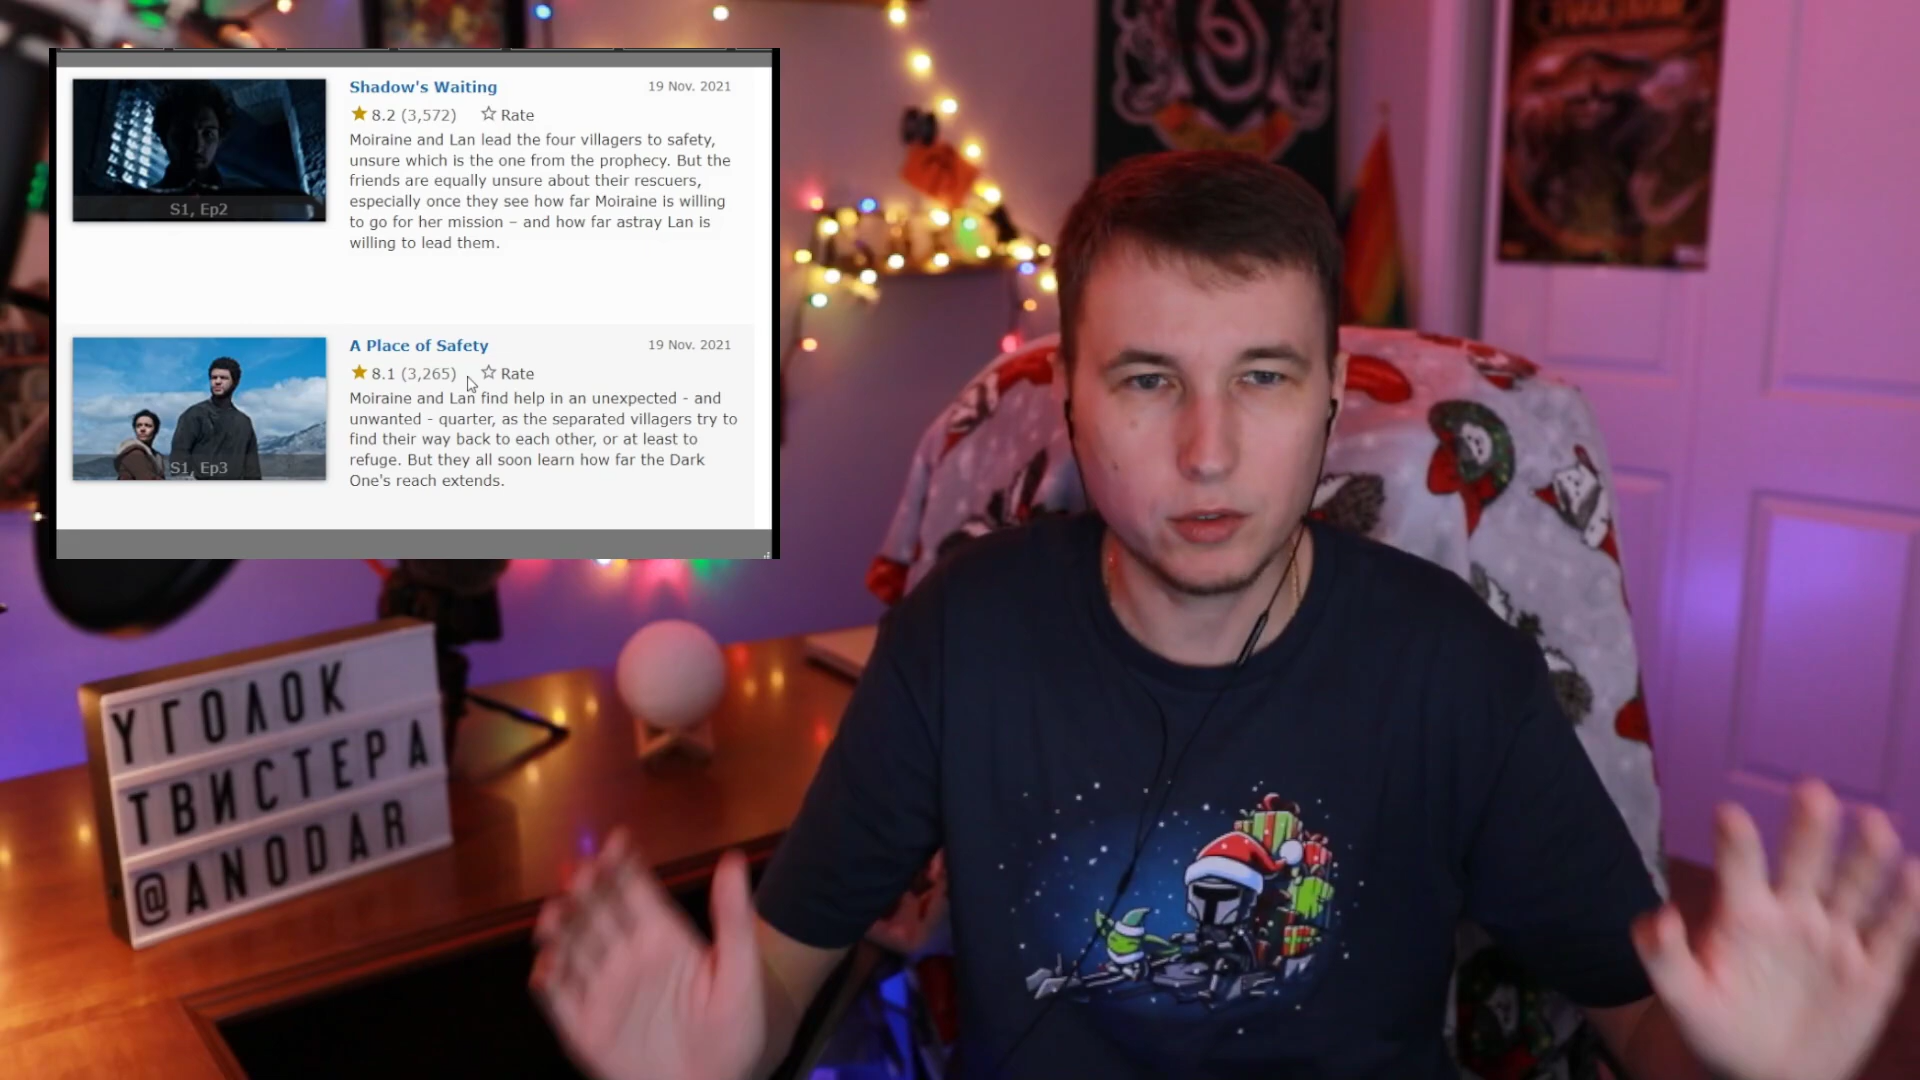 Shadow's Waiting
19 Nov. 2021
8.2 (3,572) Rate
Moiraine and Lan lead the four villagers to safety,
unsure which is the one from the prophecy. But the
friends are equally unsure about their rescuers,
especially once they see how far Moiraine is willing
to go for her mission – and how far astray Lan is
willing to lead them.
S1, Ep2
A Place of Safety
19 Nov. 2021
8.1 (3,265) Rate
Moiraine and Lan find help in an unexpected - and
unwanted - quarter, as the separated villagers try to
find their way back to each other, or at least to
refuge. But they all soon learn how far the Dark
One's reach extends.
S1, Ep3
УГОЛОК
ТВИСТЕРА
@ANODAR